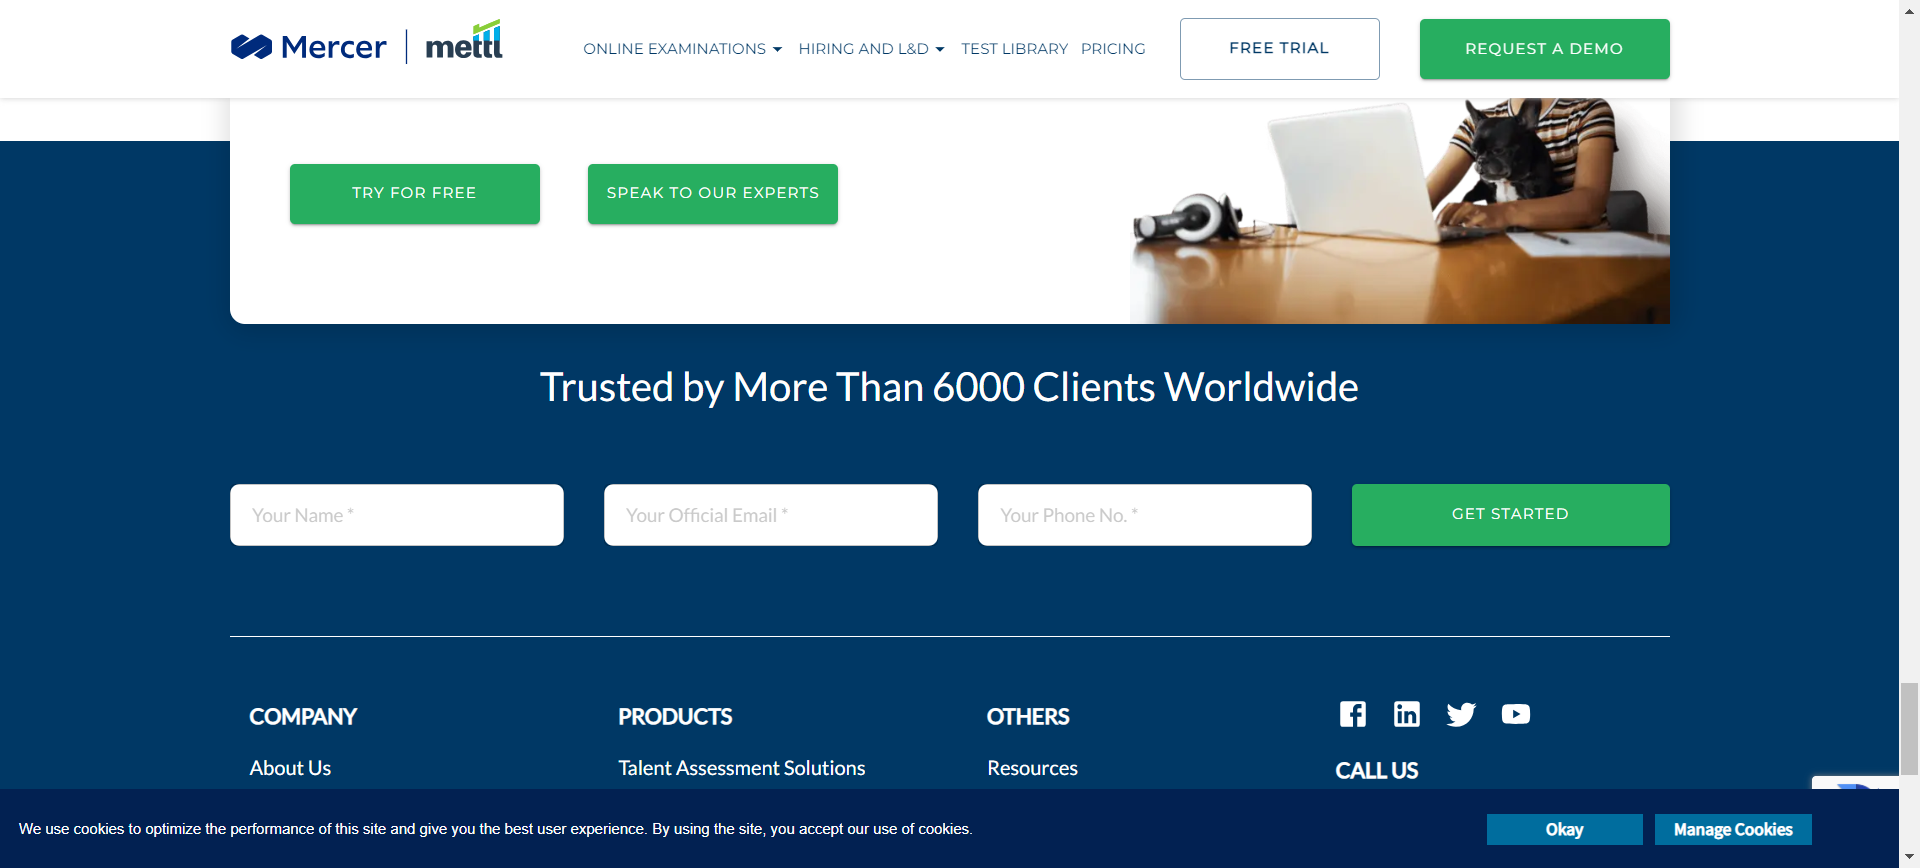 Mercer mettl
ONLINE EXAMINATIONS HIRING AND L&D TEST LIBRARY PRICING FREE TRIAL REQUEST A DEMO
TRY FOR FREE SPEAK TO OUR EXPERTS
Trusted by More Than 6000 Clients Worldwide
Your Name * Your Official Email * Your Phone No. * GET STARTED
COMPANY PRODUCTS OTHERS
About Us Talent Assessment Solutions Resources
CALL US
We use cookies to optimize the performance of this site and give you the best user experience. By using the site, you accept our use of cookies.
Okay Manage Cookies